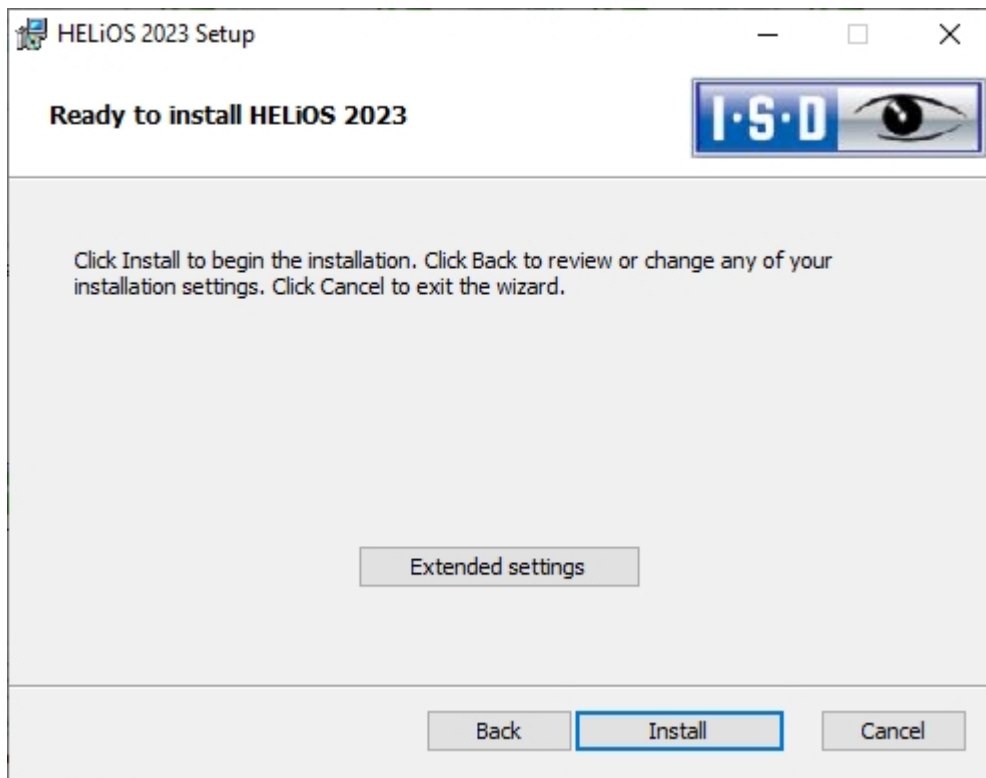 HELiOS 2023 Setup
Ready to install HELiOS 2023
I·S·D
Click Install to begin the installation. Click Back to review or change any of your
installation settings. Click Cancel to exit the wizard.
Extended settings
Back
Install
Cancel